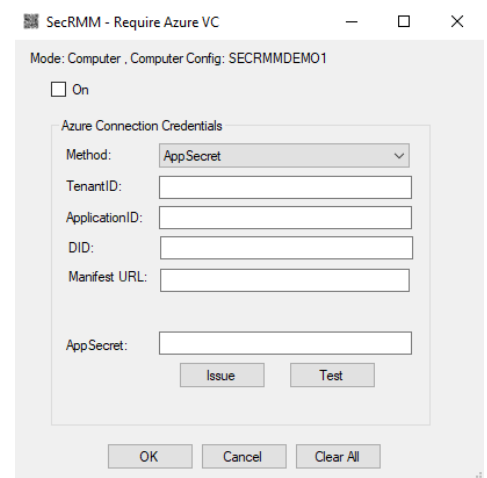 SecRMM - Require Azure VC
Mode: Computer , Computer Config: SECRMMDEMO1
On
Azure Connection Credentials
Method: AppSecret
TenantID:
ApplicationID:
DID:
Manifest URL:
AppSecret:
Issue Test
OK Cancel Clear All